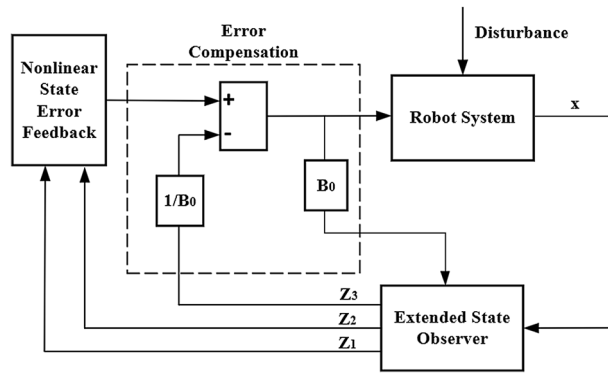 Error
Compensation
Disturbance
Nonlinear
State
Error
Feedback
+
-
Robot System
x
1/B0
B0
Z3
Z2
Z1
Extended State
Observer